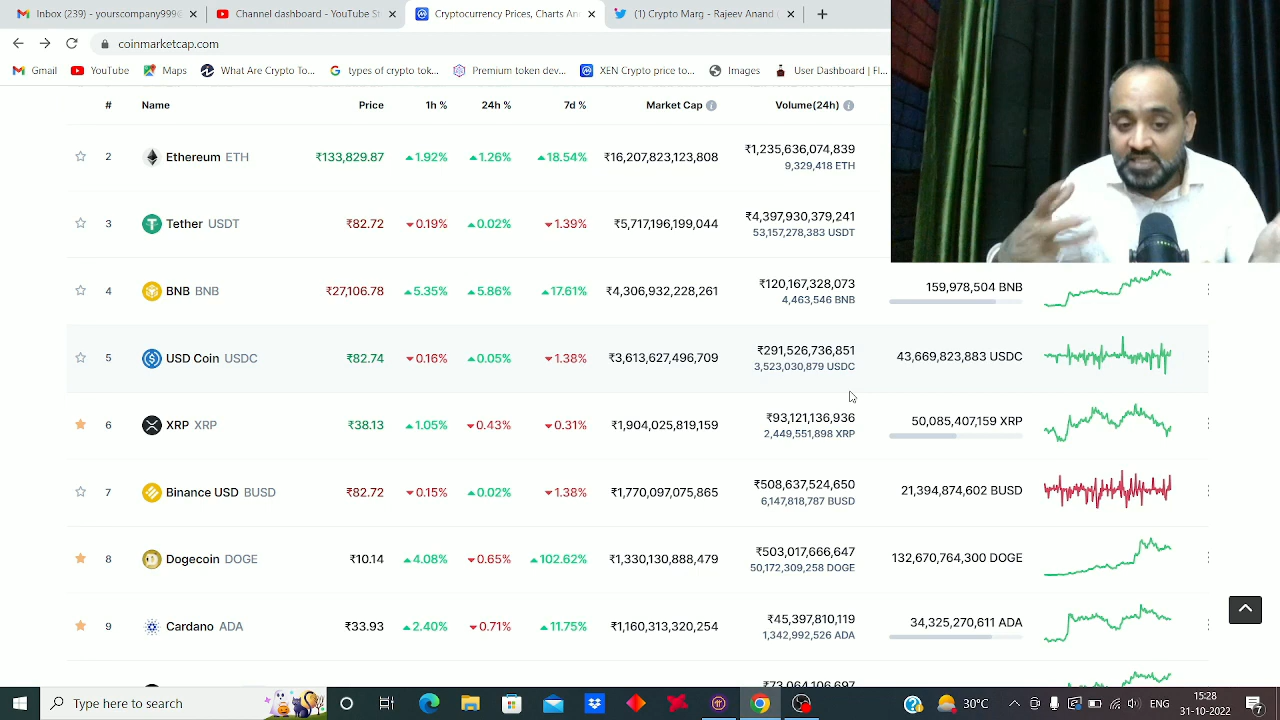 Inbox (239) - youyours999@g
Downloading - YouTube St
Cryptocurrency Prices, Charts An
(1) Crypto Marg - Rajeev Anand
coinmarketcap.com
Gmail
YouTube
Maps
What Are Crypto To...
types of crypto to...
Premium token dev...
XEN Crypto price to...
Images
User Dashboard | Fl...
# Name Price 1h % 24h % 7d % Market Cap Volume(24h)
2 Ethereum ETH ₹133,829.87 1.92% 1.26% 18.54% ₹16,207,823,123,808 ₹1,235,636,074,839
9,329,418 ETH
3 Tether USDT ₹82.72 0.19% 0.02% 1.39% ₹5,717,196,199,044 ₹4,397,930,379,241
53,157,278,383 USDT
4 BNB BNB ₹27,106.78 5.35% 5.86% 17.61% ₹4,306,932,228,261 ₹120,167,328,073 159,978,504 BNB
4,463,546 BNB
5 USD Coin USDC ₹82.74 0.16% 0.05% 1.38% ₹3,613,627,496,709 ₹291,526,736,851 43,669,823,883 USDC
3,523,030,879 USDC
6 XRP XRP ₹38.13 1.05% 0.43% 0.31% ₹1,904,025,819,159 ₹93,121,136,936 50,085,407,159 XRP
2,449,551,898 XRP
7 Binance USD BUSD ₹82.72 0.15% 0.02% 1.38% ₹1,770,097,075,865 ₹508,637,524,650 21,394,874,602 BUSD
6,147,818,787 BUSD
8 Dogecoin DOGE ₹10.14 4.08% 0.65% 102.62% ₹1,330,130,888,479 ₹503,017,666,647 132,670,764,300 DOGE
50,172,309,258 DOGE
9 Cardano ADA ₹33.93 2.40% 0.71% 11.75% ₹1,160,313,320,254 ₹45,397,810,119 34,325,270,611 ADA
1,342,992,526 ADA
₹73,064,106,697
Type here to search
30°C
15:28
31-10-2022
7